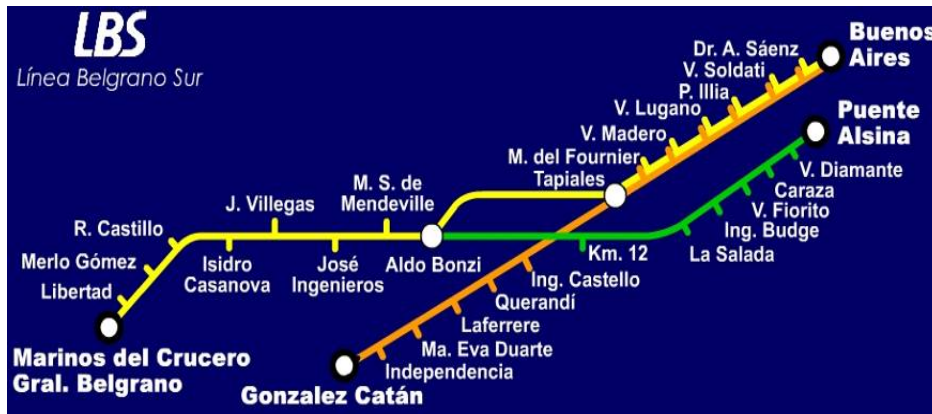 LBS
Línea Belgrano Sur
Buenos
Aires
Dr. A. Sáenz
V. Soldati
P. Illia
V. Lugano
V. Madero
M. del Fournier
Tapiales
Puente
Alsina
V. Diamante
Caraza
V. Fiorito
Ing. Budge
La Salada
Km. 12
M. S. de
Mendeville
J. Villegas
R. Castillo
Merlo Gómez
Libertad
Isidro
Casanova
José
Ingenieros
Aldo Bonzi
Ing. Castello
Querandí
Laferrere
Ma. Eva Duarte
Independencia
Marinos del Crucero
Gral. Belgrano
Gonzalez Catán